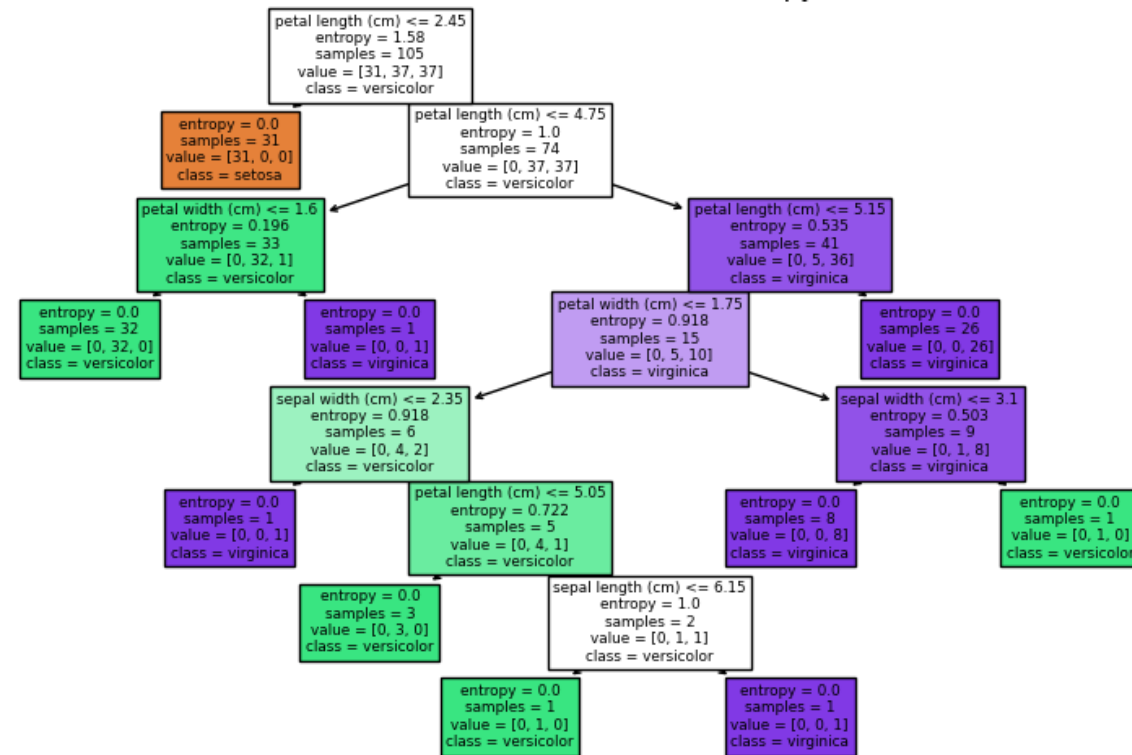 petal length (cm) <= 2.45
entropy = 1.58
samples = 105
value = [31, 37, 37]
class = versicolor
entropy = 0.0
samples = 31
value = [31, 0, 0]
class = setosa
petal length (cm) <= 4.75
entropy = 1.0
samples = 74
value = [0, 37, 37]
class = versicolor
petal width (cm) <= 1.6
entropy = 0.196
samples = 33
value = [0, 32, 1]
class = versicolor
petal length (cm) <= 5.15
entropy = 0.535
samples = 41
value = [0, 5, 36]
class = virginica
entropy = 0.0
samples = 32
value = [0, 32, 0]
class = versicolor
entropy = 0.0
samples = 1
value = [0, 0, 1]
class = virginica
petal width (cm) <= 1.75
entropy = 0.918
samples = 15
value = [0, 5, 10]
class = virginica
entropy = 0.0
samples = 26
value = [0, 0, 26]
class = virginica
sepal width (cm) <= 2.35
entropy = 0.918
samples = 6
value = [0, 4, 2]
class = versicolor
sepal width (cm) <= 3.1
entropy = 0.503
samples = 9
value = [0, 1, 8]
class = virginica
entropy = 0.0
samples = 1
value = [0, 0, 1]
class = virginica
petal length (cm) <= 5.05
entropy = 0.722
samples = 5
value = [0, 4, 1]
class = versicolor
entropy = 0.0
samples = 8
value = [0, 0, 8]
class = virginica
entropy = 0.0
samples = 1
value = [0, 1, 0]
class = versicolor
entropy = 0.0
samples = 3
value = [0, 3, 0]
class = versicolor
sepal length (cm) <= 6.15
entropy = 1.0
samples = 2
value = [0, 1, 1]
class = versicolor
entropy = 0.0
samples = 1
value = [0, 1, 0]
class = versicolor
entropy = 0.0
samples = 1
value = [0, 0, 1]
class = virginica